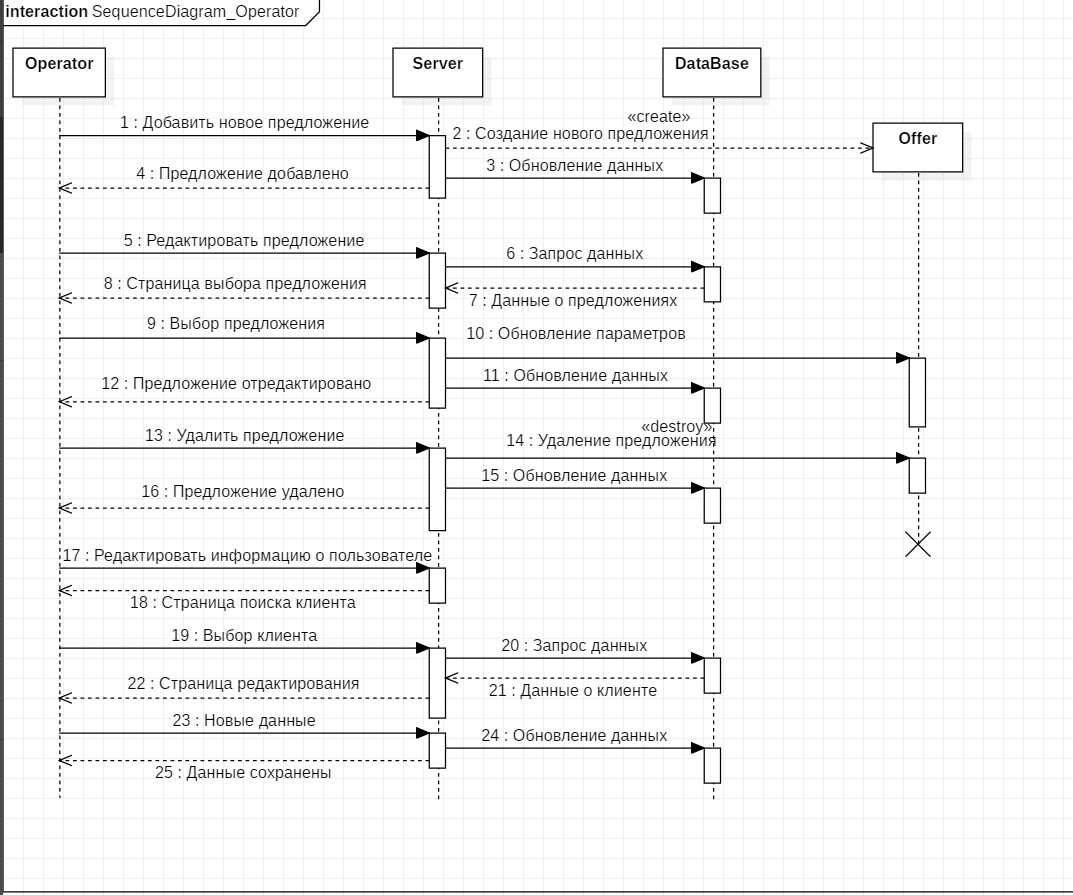 interaction SequenceDiagram_Operator
Operator
Server
DataBase
Offer
1 : Добавить новое предложение
«create»
2 : Создание нового предложения
3 : Обновление данных
4 : Предложение добавлено
5 : Редактировать предложение
6 : Запрос данных
7 : Данные о предложениях
8 : Страница выбора предложения
9 : Выбор предложения
10 : Обновление параметров
11 : Обновление данных
12 : Предложение отредактировано
13 : Удалить предложение
«destroy»
14 : Удаление предложения
15 : Обновление данных
16 : Предложение удалено
17 : Редактировать информацию о пользователе
18 : Страница поиска клиента
19 : Выбор клиента
20 : Запрос данных
21 : Данные о клиенте
22 : Страница редактирования
23 : Новые данные
24 : Обновление данных
25 : Данные сохранены